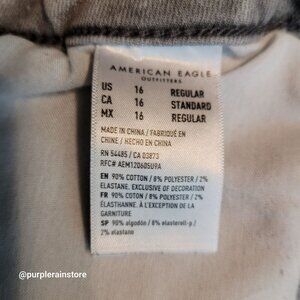 AMERICAN EAGLE
OUTFITTERS
US 16 REGULAR
CA 16 STANDARD
MX 16 REGULAR
MADE IN CHINA / FABRIQUÉ EN
CHINE / HECHO EN CHINA
RN 54485 / CA 03873
RFC# AEM120605U9A
EN 90% COTTON / 8% POLYESTER / 2%
ELASTANE. EXCLUSIVE OF DECORATION
FR 90% COTON / 8% POLYESTER / 2%
ÉLASTHANNE. À L'EXCEPTION DE LA
GARNITURE
SP 90% algodón / 8% elasterell-p /
2% elastano
@purplerainstore